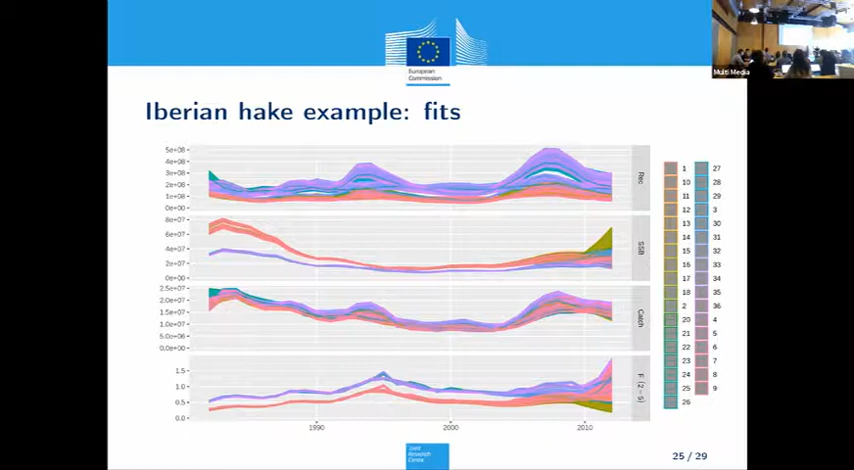 European
Commission
Multi Media
Iberian hake example: fits
5e+08
4e+08
3e+08
2e+08
1e+08
0e+00
Rec
8e+07
6e+07
4e+07
2e+07
0e+00
SSB
2.5e+07
2.0e+07
1.5e+07
1.0e+07
5.0e+06
0.0e+00
Catch
1.5
1.0
0.5
0.0
F (2-5)
1990
2000
2010
1 27
10 28
11 29
12 3
13 30
14 31
15 32
16 33
17 34
18 35
2 36
20 4
21 5
22 6
23 7
24 8
25 9
26
Joint
Research
Centre
25 / 29